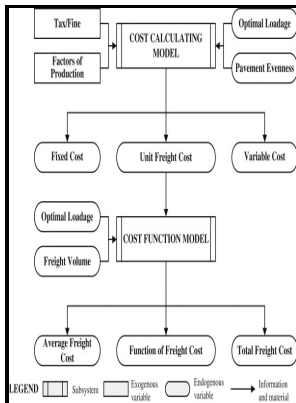 Tax/Fine
Factors of
Production
COST CALCULATING
MODEL
Optimal Loadage
Pavement Evenness
Fixed Cost
Unit Freight Cost
Variable Cost
Optimal Loadage
Freight Volume
COST FUNCTION MODEL
Average Freight
Cost
Function of Freight Cost
Total Freight Cost
LEGEND
Subsystem
Exogenous
variable
Endogenous
variable
Information
and material